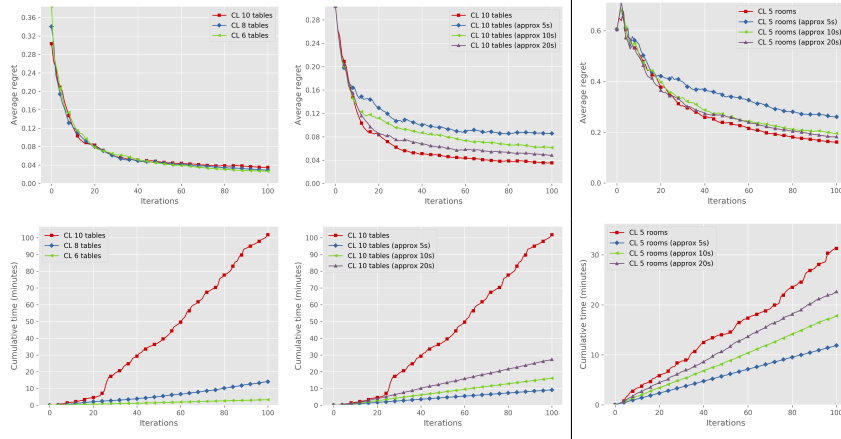 0.36
0.32
0.28
0.24
0.20
0.16
0.12
0.08
0.04
0.00
Average regret
CL 10 tables
CL 8 tables
CL 6 tables
0 20 40 60 80 100
Iterations
0.28
0.24
0.20
0.16
0.12
0.08
0.04
0.00
Average regret
CL 10 tables
CL 10 tables (approx 5s)
CL 10 tables (approx 10s)
CL 10 tables (approx 20s)
0 20 40 60 80 100
Iterations
0.6
0.4
0.2
0.0
Average regret
CL 5 rooms
CL 5 rooms (approx 5s)
CL 5 rooms (approx 10s)
CL 5 rooms (approx 20s)
0 20 40 60 80 100
Iterations
100
90
80
70
60
50
40
30
20
10
0
Cumulative time (minutes)
CL 10 tables
CL 8 tables
CL 6 tables
0 20 40 60 80 100
Iterations
100
90
80
70
60
50
40
30
20
10
0
Cumulative time (minutes)
CL 10 tables
CL 10 tables (approx 5s)
CL 10 tables (approx 10s)
CL 10 tables (approx 20s)
0 20 40 60 80 100
Iterations
30
20
10
0
Cumulative time (minutes)
CL 5 rooms
CL 5 rooms (approx 5s)
CL 5 rooms (approx 10s)
CL 5 rooms (approx 20s)
0 20 40 60 80 100
Iterations